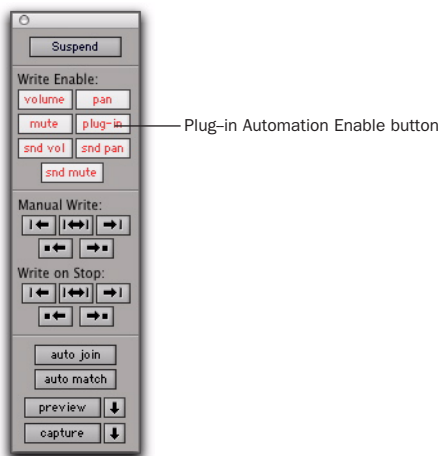 Suspend
Write Enable:
volume pan
mute plug-in
snd vol snd pan
snd mute
Manual Write:
Write on Stop:
auto join
auto match
preview
capture
Plug–in Automation Enable button